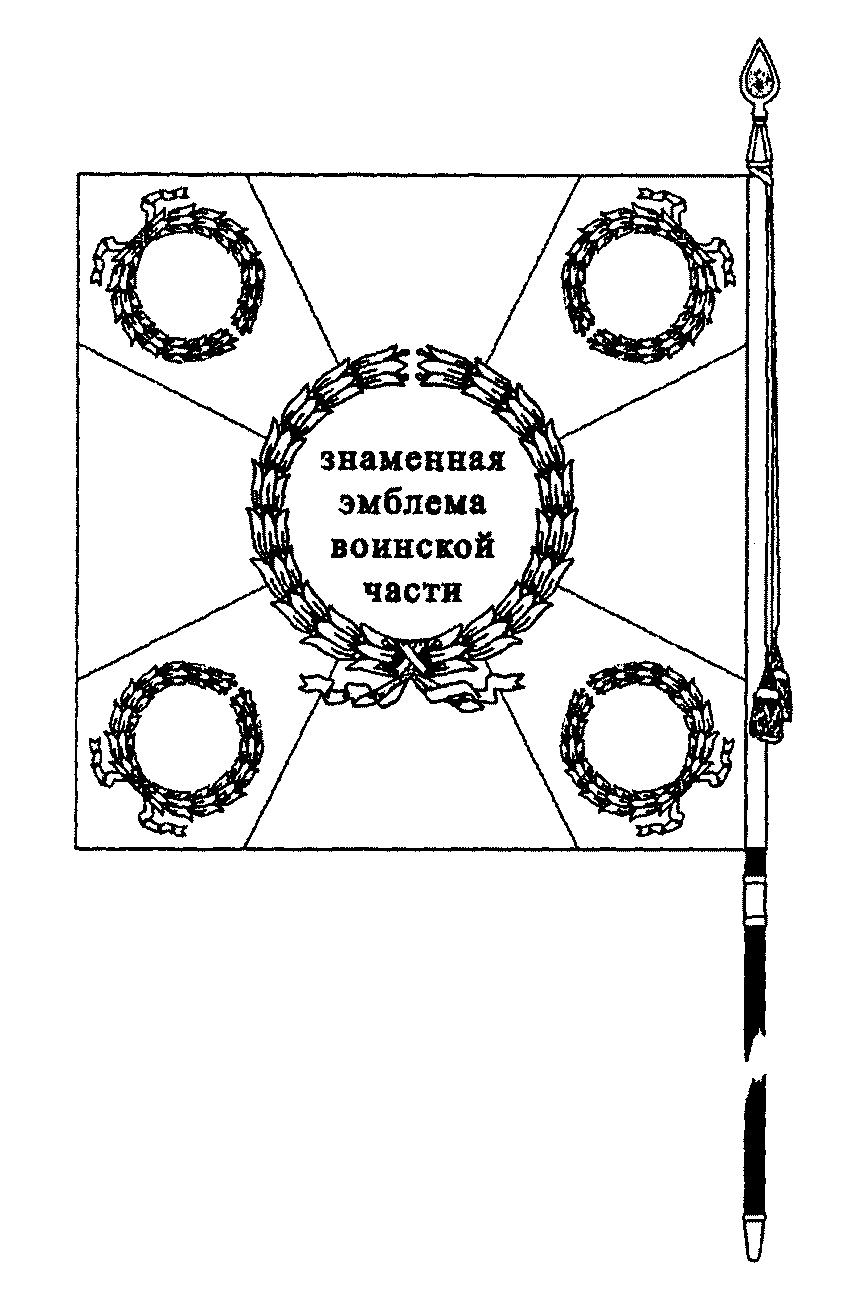 знаменная
эмблема
воинской
части